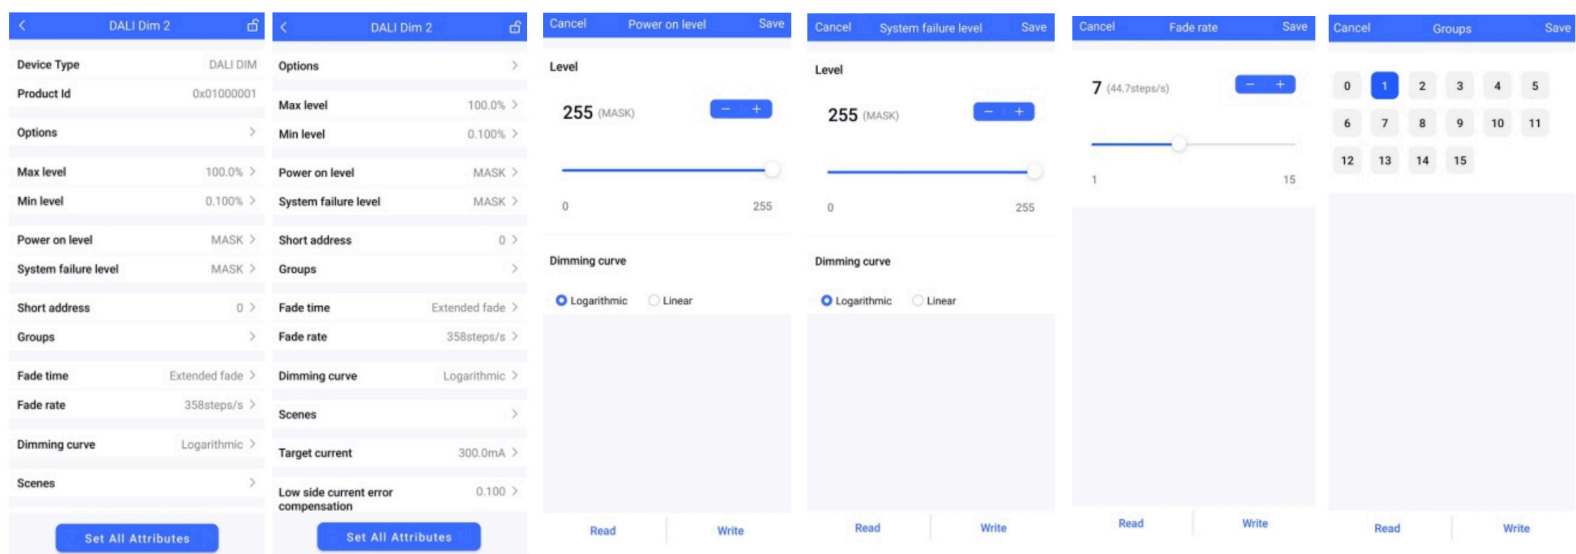 DALI Dim 2
Device Type DALI DIM
Product Id 0x01000001
Options
Max level 100.0%
Min level 0.100%
Power on level MASK
System failure level MASK
Short address 0
Groups
Fade time Extended fade
Fade rate 358steps/s
Dimming curve Logarithmic
Scenes
Set All Attributes
DALI Dim 2
Options
Max level 100.0%
Min level 0.100%
Power on level MASK
System failure level MASK
Short address 0
Groups
Fade time Extended fade
Fade rate 358steps/s
Dimming curve Logarithmic
Scenes
Target current 300.0mA
Low side current error 0.100
compensation
Set All Attributes
Cancel Power on level Save
Level
255 (MASK) − +
0 255
Dimming curve
Logarithmic Linear
Read Write
Cancel System failure level Save
Level
255 (MASK) − +
0 255
Dimming curve
Logarithmic Linear
Read Write
Cancel Fade rate Save
7 (44.7steps/s) − +
1 15
Read Write
Cancel Groups Save
0 1 2 3 4 5
6 7 8 9 10 11
12 13 14 15
Read Write